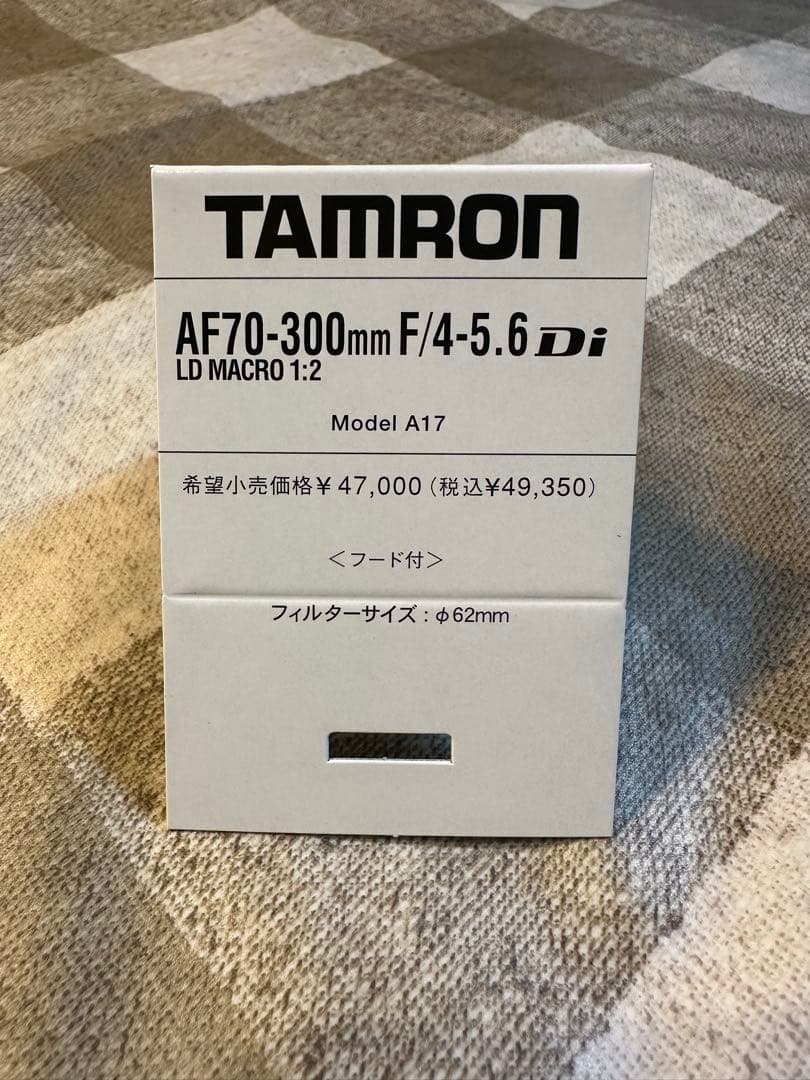 TAMRON
AF70-300mm F/4-5.6 Di
LD MACRO 1:2
Model A17
希望小売価格¥47,000（税込¥49,350）
＜フード付＞
フィルターサイズ：φ62mm